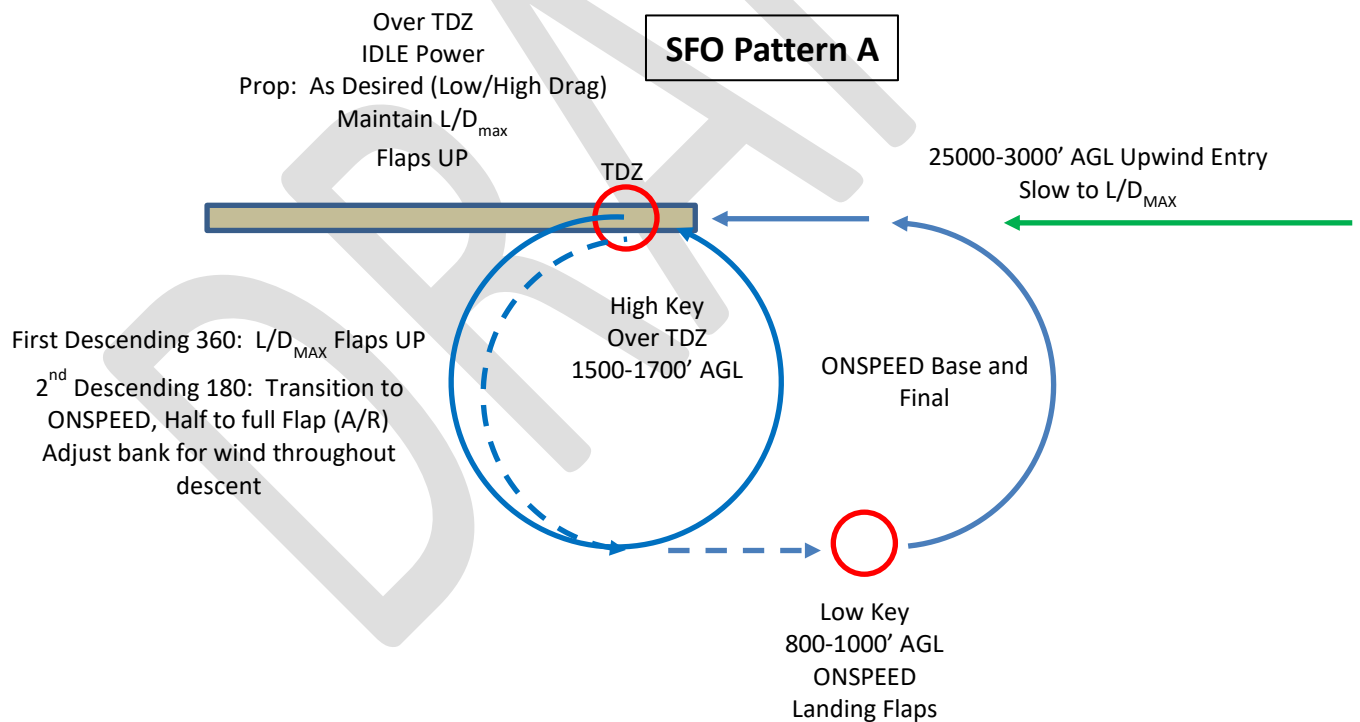 Over TDZ
IDLE Power
Prop: As Desired (Low/High Drag)
Maintain L/Dmax
Flaps UP
SFO Pattern A
25000-3000’ AGL Upwind Entry
Slow to L/DMAX
TDZ
High Key
Over TDZ
1500-1700’ AGL
First Descending 360: L/DMAX Flaps UP
2nd Descending 180: Transition to
ONSPEED, Half to full Flap (A/R)
Adjust bank for wind throughout
descent
ONSPEED Base and
Final
Low Key
800-1000’ AGL
ONSPEED
Landing Flaps
DRA